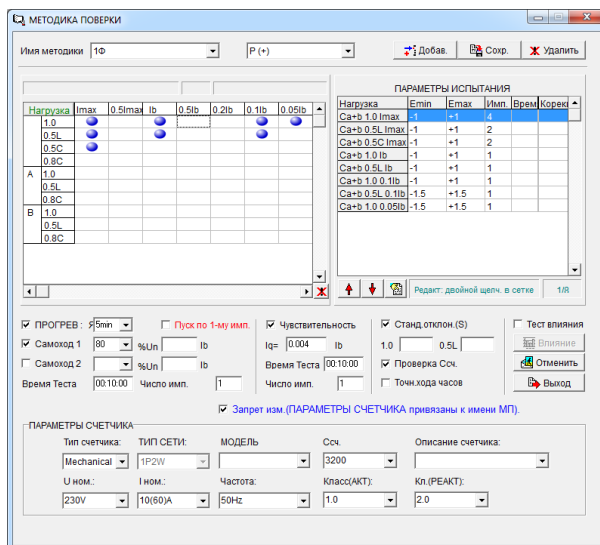 МЕТОДИКА ПОВЕРКИ
Имя методики 1Ф P (+) Добав. Сохр. Удалить
ПАРАМЕТРЫ ИСПЫТАНИЯ
Нагрузка Imax 0.5Imax Ib 0.5Ib 0.2Ib 0.1Ib 0.05Ib
1.0
0.5L
0.5C
0.8C
A 1.0
0.5L
0.8C
B 1.0
0.5L
0.8C
Нагрузка Emin Emax Имп. Врем Корекц
Ca+b 1.0 Imax -1 +1 4
Ca+b 0.5L Imax -1 +1 2
Ca+b 0.5C Imax -1 +1 2
Ca+b 1.0 Ib -1 +1 1
Ca+b 0.5L Ib -1 +1 1
Ca+b 1.0 0.1Ib -1 +1 1
Ca+b 0.5L 0.1Ib -1.5 +1.5 1
Ca+b 1.0 0.05Ib -1.5 +1.5 1
Редакт: двойной щелч. в сетке 1/8
ПРОГРЕВ: 5min Пуск по 1-му имп. Чувствительность Станд.отклон.(S) Тест влияния
Самоход 1 80 %Un Ib Iq= 0.004 Ib 1.0 0.5L Влияние
Самоход 2 %Un Ib Время Теста 00:10:00 Проверка Ссч. Отменить
Время Теста 00:10:00 Число имп. 1 Число имп. 1 Точн.хода часов Выход
Запрет изм.(ПАРАМЕТРЫ СЧЕТЧИКА привязаны к имени МП).
ПАРАМЕТРЫ СЧЕТЧИКА
Тип счетчика: ТИП СЕТИ: МОДЕЛЬ Ссч. Описание счетчика:
Mechanical 1P2W 3200
U ном.: I ном.: Частота: Класс(АКТ): Кл.(РЕАКТ):
230V 10(60)A 50Hz 1.0 2.0